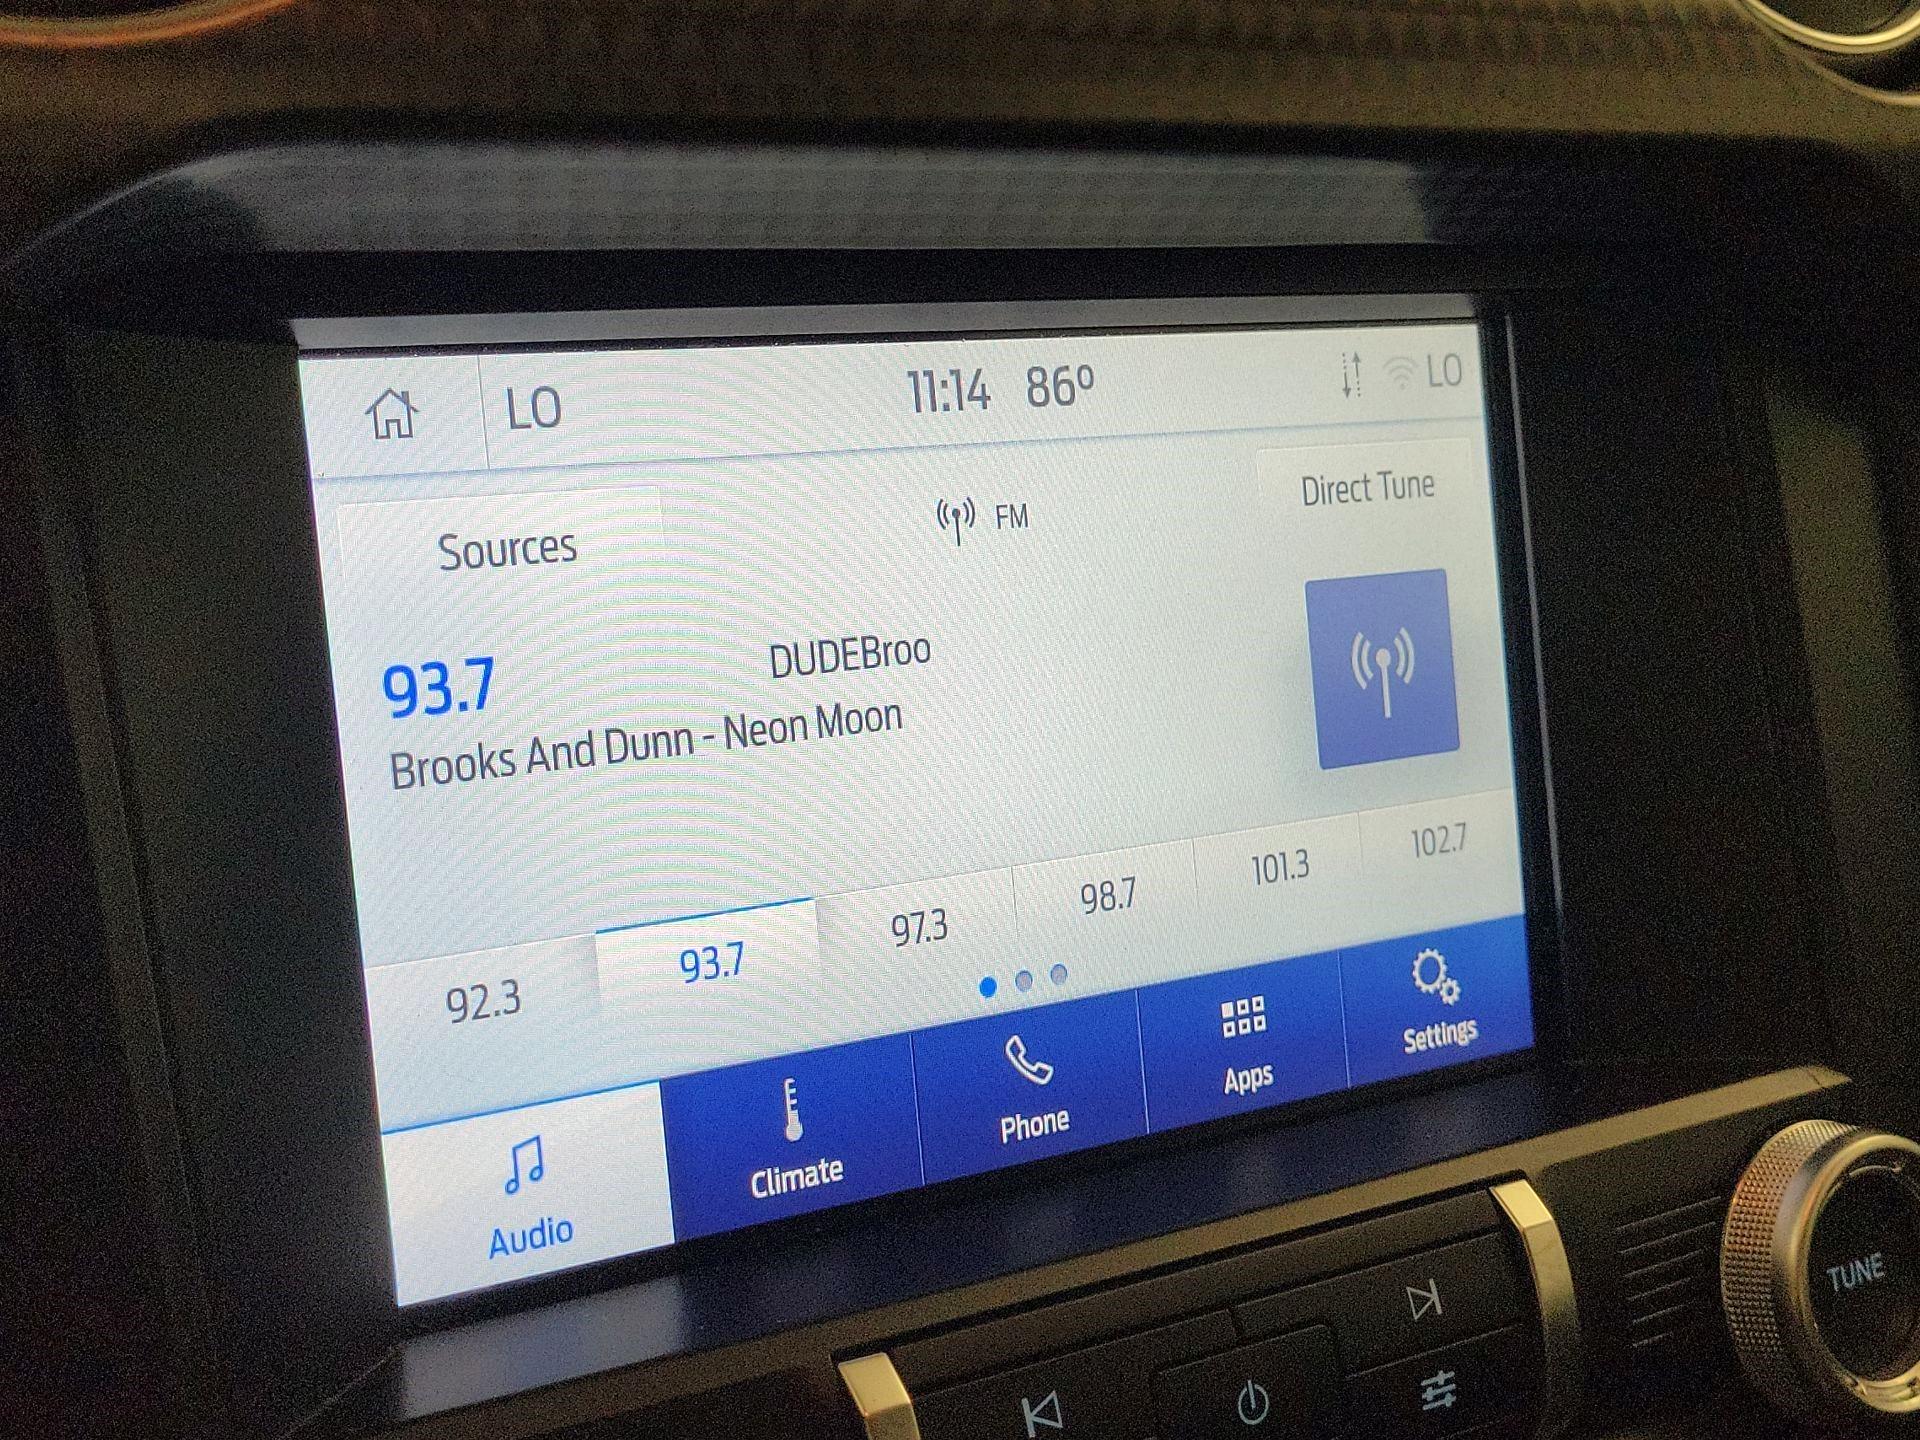 LO 11:14 86º LO
Sources FM Direct Tune
93.7 DUDEBroo
Brooks And Dunn - Neon Moon
92.3 93.7 97.3 98.7 101.3 102.7
Audio Climate Phone Apps Settings
TUNE